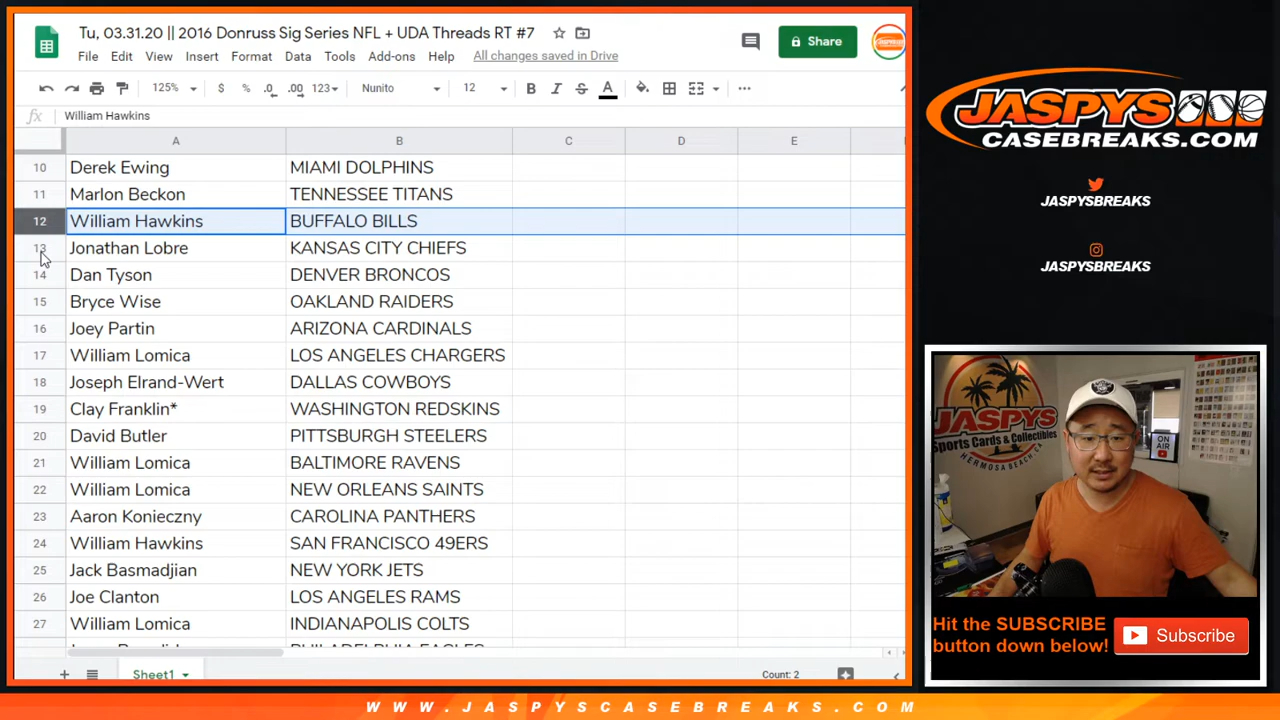 Tu, 03.31.20 || 2016 Donruss Sig Series NFL + UDA Threads RT #7
File Edit View Insert Format Data Tools Add-ons Help All changes saved in Drive
Share
125% $ % .0 .00 123 Nunito 12 B I S A
fx William Hawkins
A B C D E
10 Derek Ewing MIAMI DOLPHINS
11 Marlon Beckon TENNESSEE TITANS
12 William Hawkins BUFFALO BILLS
13 Jonathan Lobre KANSAS CITY CHIEFS
14 Dan Tyson DENVER BRONCOS
15 Bryce Wise OAKLAND RAIDERS
16 Joey Partin ARIZONA CARDINALS
17 William Lomica LOS ANGELES CHARGERS
18 Joseph Elrand-Wert DALLAS COWBOYS
19 Clay Franklin* WASHINGTON REDSKINS
20 David Butler PITTSBURGH STEELERS
21 William Lomica BALTIMORE RAVENS
22 William Lomica NEW ORLEANS SAINTS
23 Aaron Konieczny CAROLINA PANTHERS
24 William Hawkins SAN FRANCISCO 49ERS
25 Jack Basmadjian NEW YORK JETS
26 Joe Clanton LOS ANGELES RAMS
27 William Lomica INDIANAPOLIS COLTS
PHILADELPHIA EAGLES
Sheet1
Count: 2
JASPYS
CASEBREAKS.COM
JASPYSBREAKS
JASPYSBREAKS
JASPYS
Sports Cards & Collectibles
HERMOSA BEACH CA
ON
AIR
Hit the SUBSCRIBE
button down below!
Subscribe
WWW.JASPYSCASEBREAKS.COM